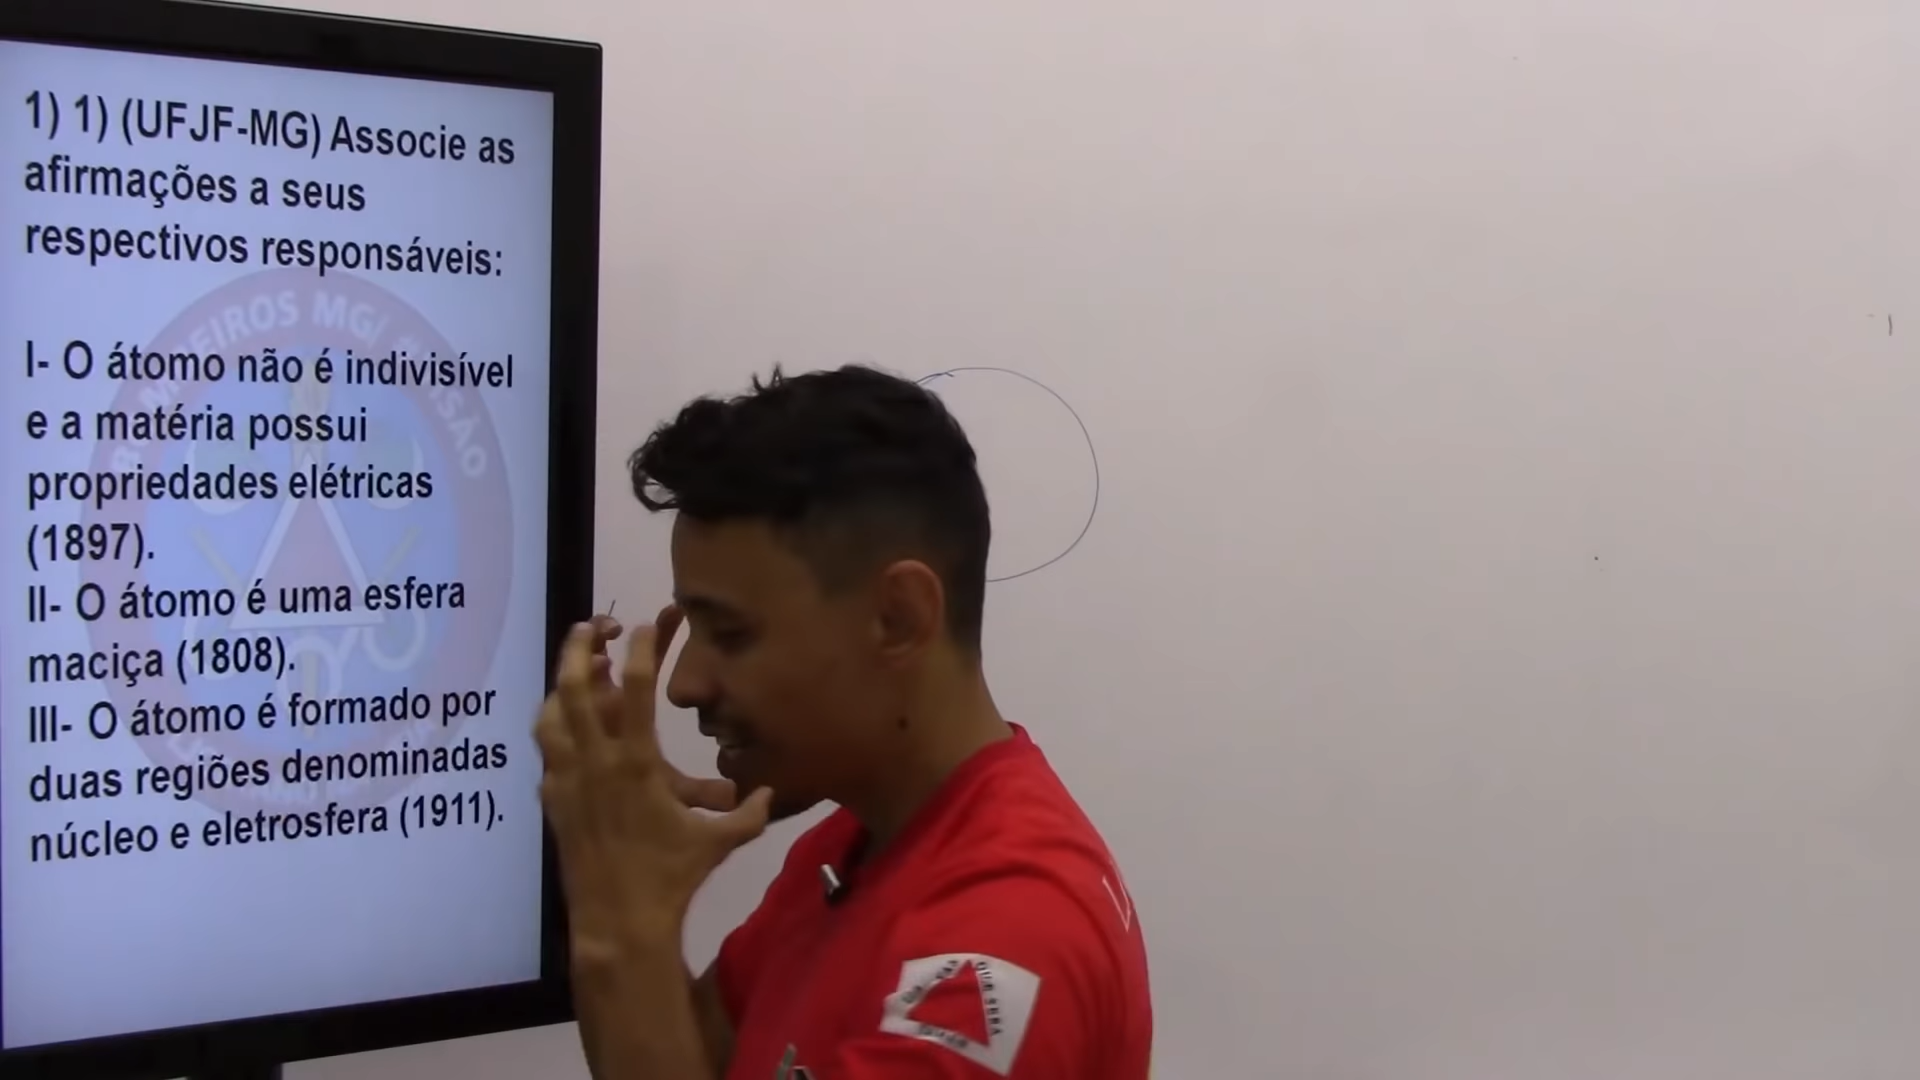 1) 1) (UFJF-MG) Associe as
afirmações a seus
respectivos responsáveis:
I- O átomo não é indivisível
e a matéria possui
propriedades elétricas
(1897).
II- O átomo é uma esfera
maciça (1808).
III- O átomo é formado por
duas regiões denominadas
núcleo e eletrosfera (1911).